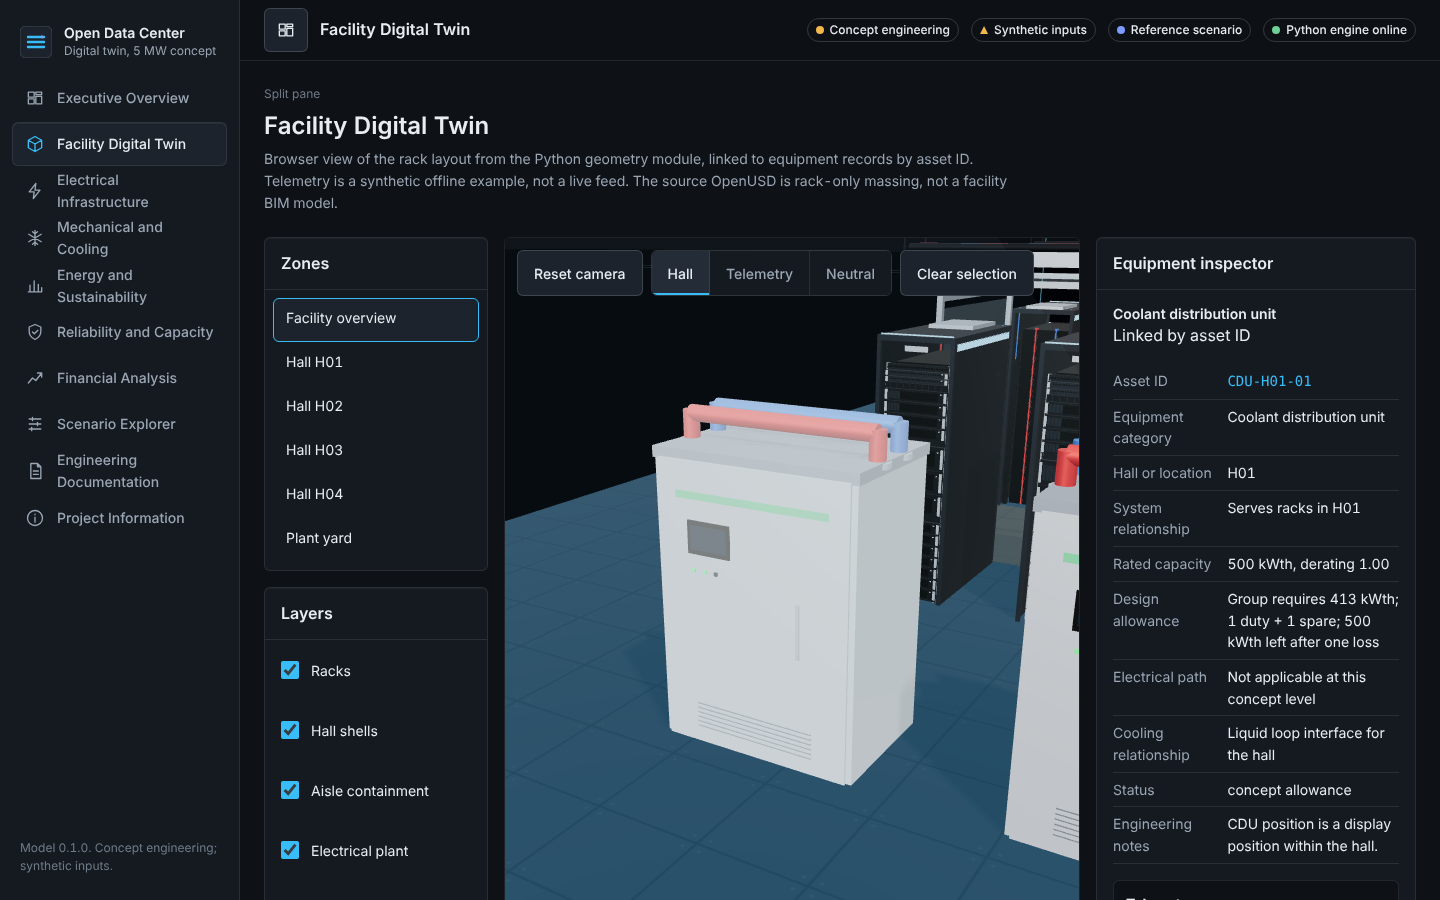 Open Data Center
Digital twin, 5 MW concept
Executive Overview
Facility Digital Twin
Electrical
Infrastructure
Mechanical and
Cooling
Energy and
Sustainability
Reliability and Capacity
Financial Analysis
Scenario Explorer
Engineering
Documentation
Project Information
Model 0.1.0. Concept engineering;
synthetic inputs.
Facility Digital Twin
Concept engineering
Synthetic inputs
Reference scenario
Python engine online
Split pane
Facility Digital Twin
Browser view of the rack layout from the Python geometry module, linked to equipment records by asset ID.
Telemetry is a synthetic offline example, not a live feed. The source OpenUSD is rack-only massing, not a facility
BIM model.
Zones
Facility overview
Hall H01
Hall H02
Hall H03
Hall H04
Plant yard
Layers
Racks
Hall shells
Aisle containment
Electrical plant
Reset camera
Hall
Telemetry
Neutral
Clear selection
Equipment inspector
Coolant distribution unit
Linked by asset ID
Asset ID CDU-H01-01
Equipment category Coolant distribution unit
Hall or location H01
System relationship Serves racks in H01
Rated capacity 500 kWth, derating 1.00
Design allowance Group requires 413 kWth;
1 duty + 1 spare; 500
kWth left after one loss
Electrical path Not applicable at this
concept level
Cooling relationship Liquid loop interface for
the hall
Status concept allowance
Engineering notes CDU position is a display
position within the hall.